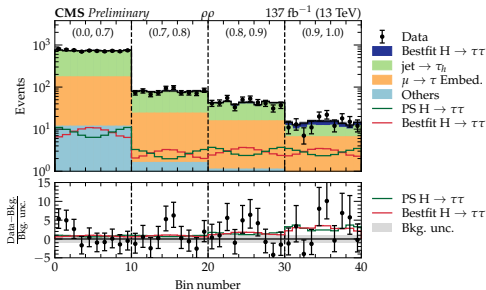 CMS Preliminary ρρ 137 fb⁻¹ (13 TeV)
(0.0, 0.7) (0.7, 0.8) (0.8, 0.9) (0.9, 1.0)
10³
10²
10¹
10⁰
Events
Data
Bestfit H → ττ
jet → τₕ
μ → τ Embed.
Others
PS H → ττ
Bestfit H → ττ
15
10
5
0
−5
Data−Bkg.
Bkg. unc.
PS H → ττ
Bestfit H → ττ
Bkg. unc.
0 10 20 30 40
Bin number